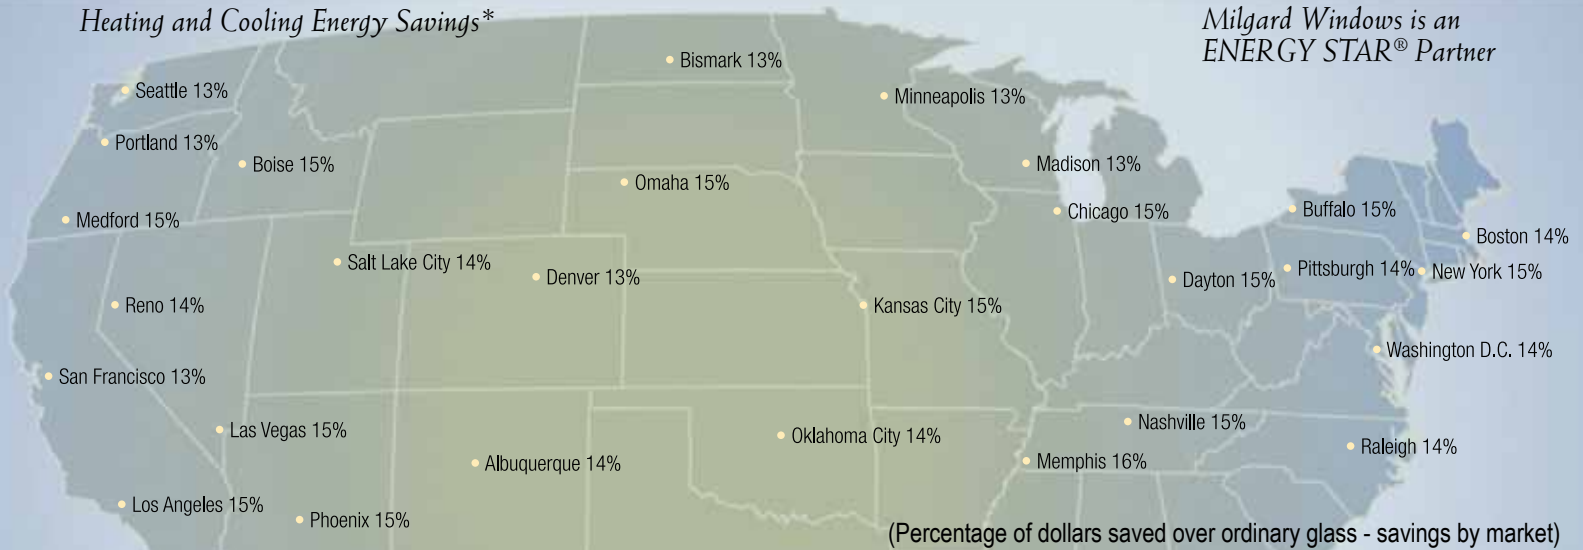 Heating and Cooling Energy Savings*
Milgard Windows is an
ENERGY STAR® Partner
Bismark 13%
Seattle 13%
Minneapolis 13%
Portland 13%
Boise 15%
Madison 13%
Omaha 15%
Medford 15%
Chicago 15%
Buffalo 15%
Boston 14%
Salt Lake City 14%
Denver 13%
Dayton 15%
Pittsburgh 14%
New York 15%
Reno 14%
Kansas City 15%
Washington D.C. 14%
San Francisco 13%
Las Vegas 15%
Nashville 15%
Oklahoma City 14%
Raleigh 14%
Albuquerque 14%
Memphis 16%
Los Angeles 15%
Phoenix 15%
(Percentage of dollars saved over ordinary glass - savings by market)